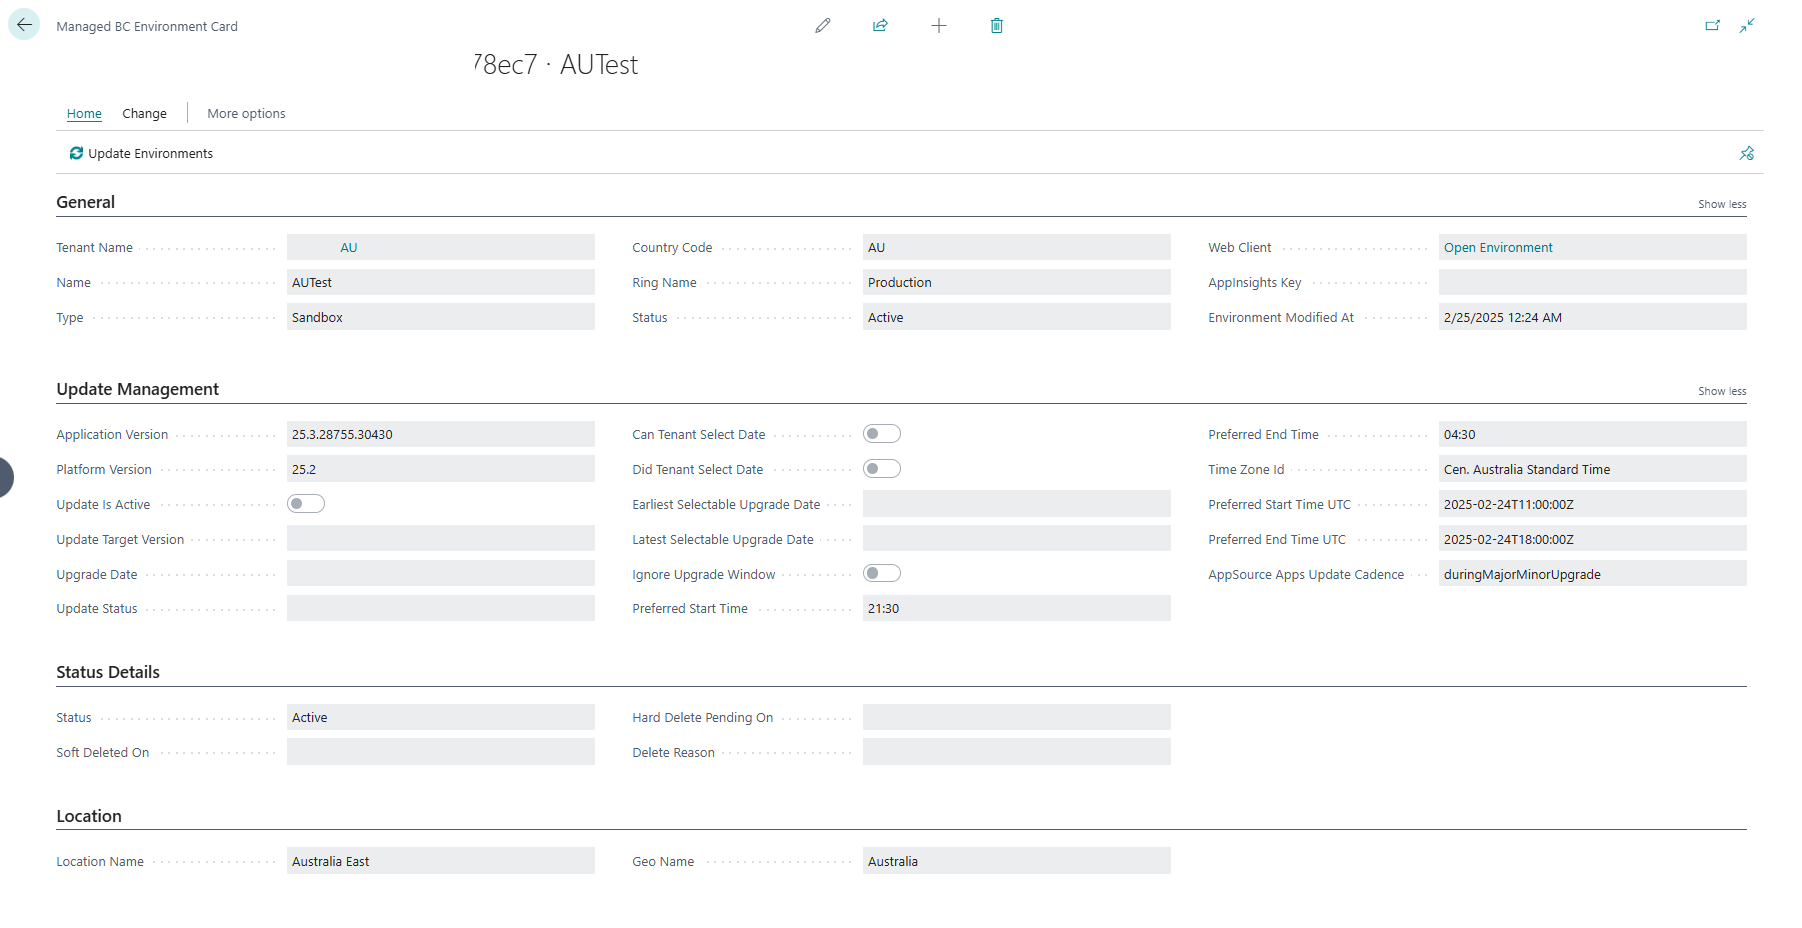 Managed BC Environment Card
78ec7 · AUTest
Home Change More options
Update Environments
General Show less
Tenant Name AU Country Code AU Web Client Open Environment
Name AUTest Ring Name Production AppInsights Key
Type Sandbox Status Active Environment Modified At 2/25/2025 12:24 AM
Update Management Show less
Application Version 25.3.28755.30430 Can Tenant Select Date Preferred End Time 04:30
Platform Version 25.2 Did Tenant Select Date Time Zone Id Cen. Australia Standard Time
Update Is Active Earliest Selectable Upgrade Date Preferred Start Time UTC 2025-02-24T11:00:00Z
Update Target Version Latest Selectable Upgrade Date Preferred End Time UTC 2025-02-24T18:00:00Z
Upgrade Date Ignore Upgrade Window AppSource Apps Update Cadence duringMajorMinorUpgrade
Update Status Preferred Start Time 21:30
Status Details
Status Active Hard Delete Pending On
Soft Deleted On Delete Reason
Location
Location Name Australia East Geo Name Australia